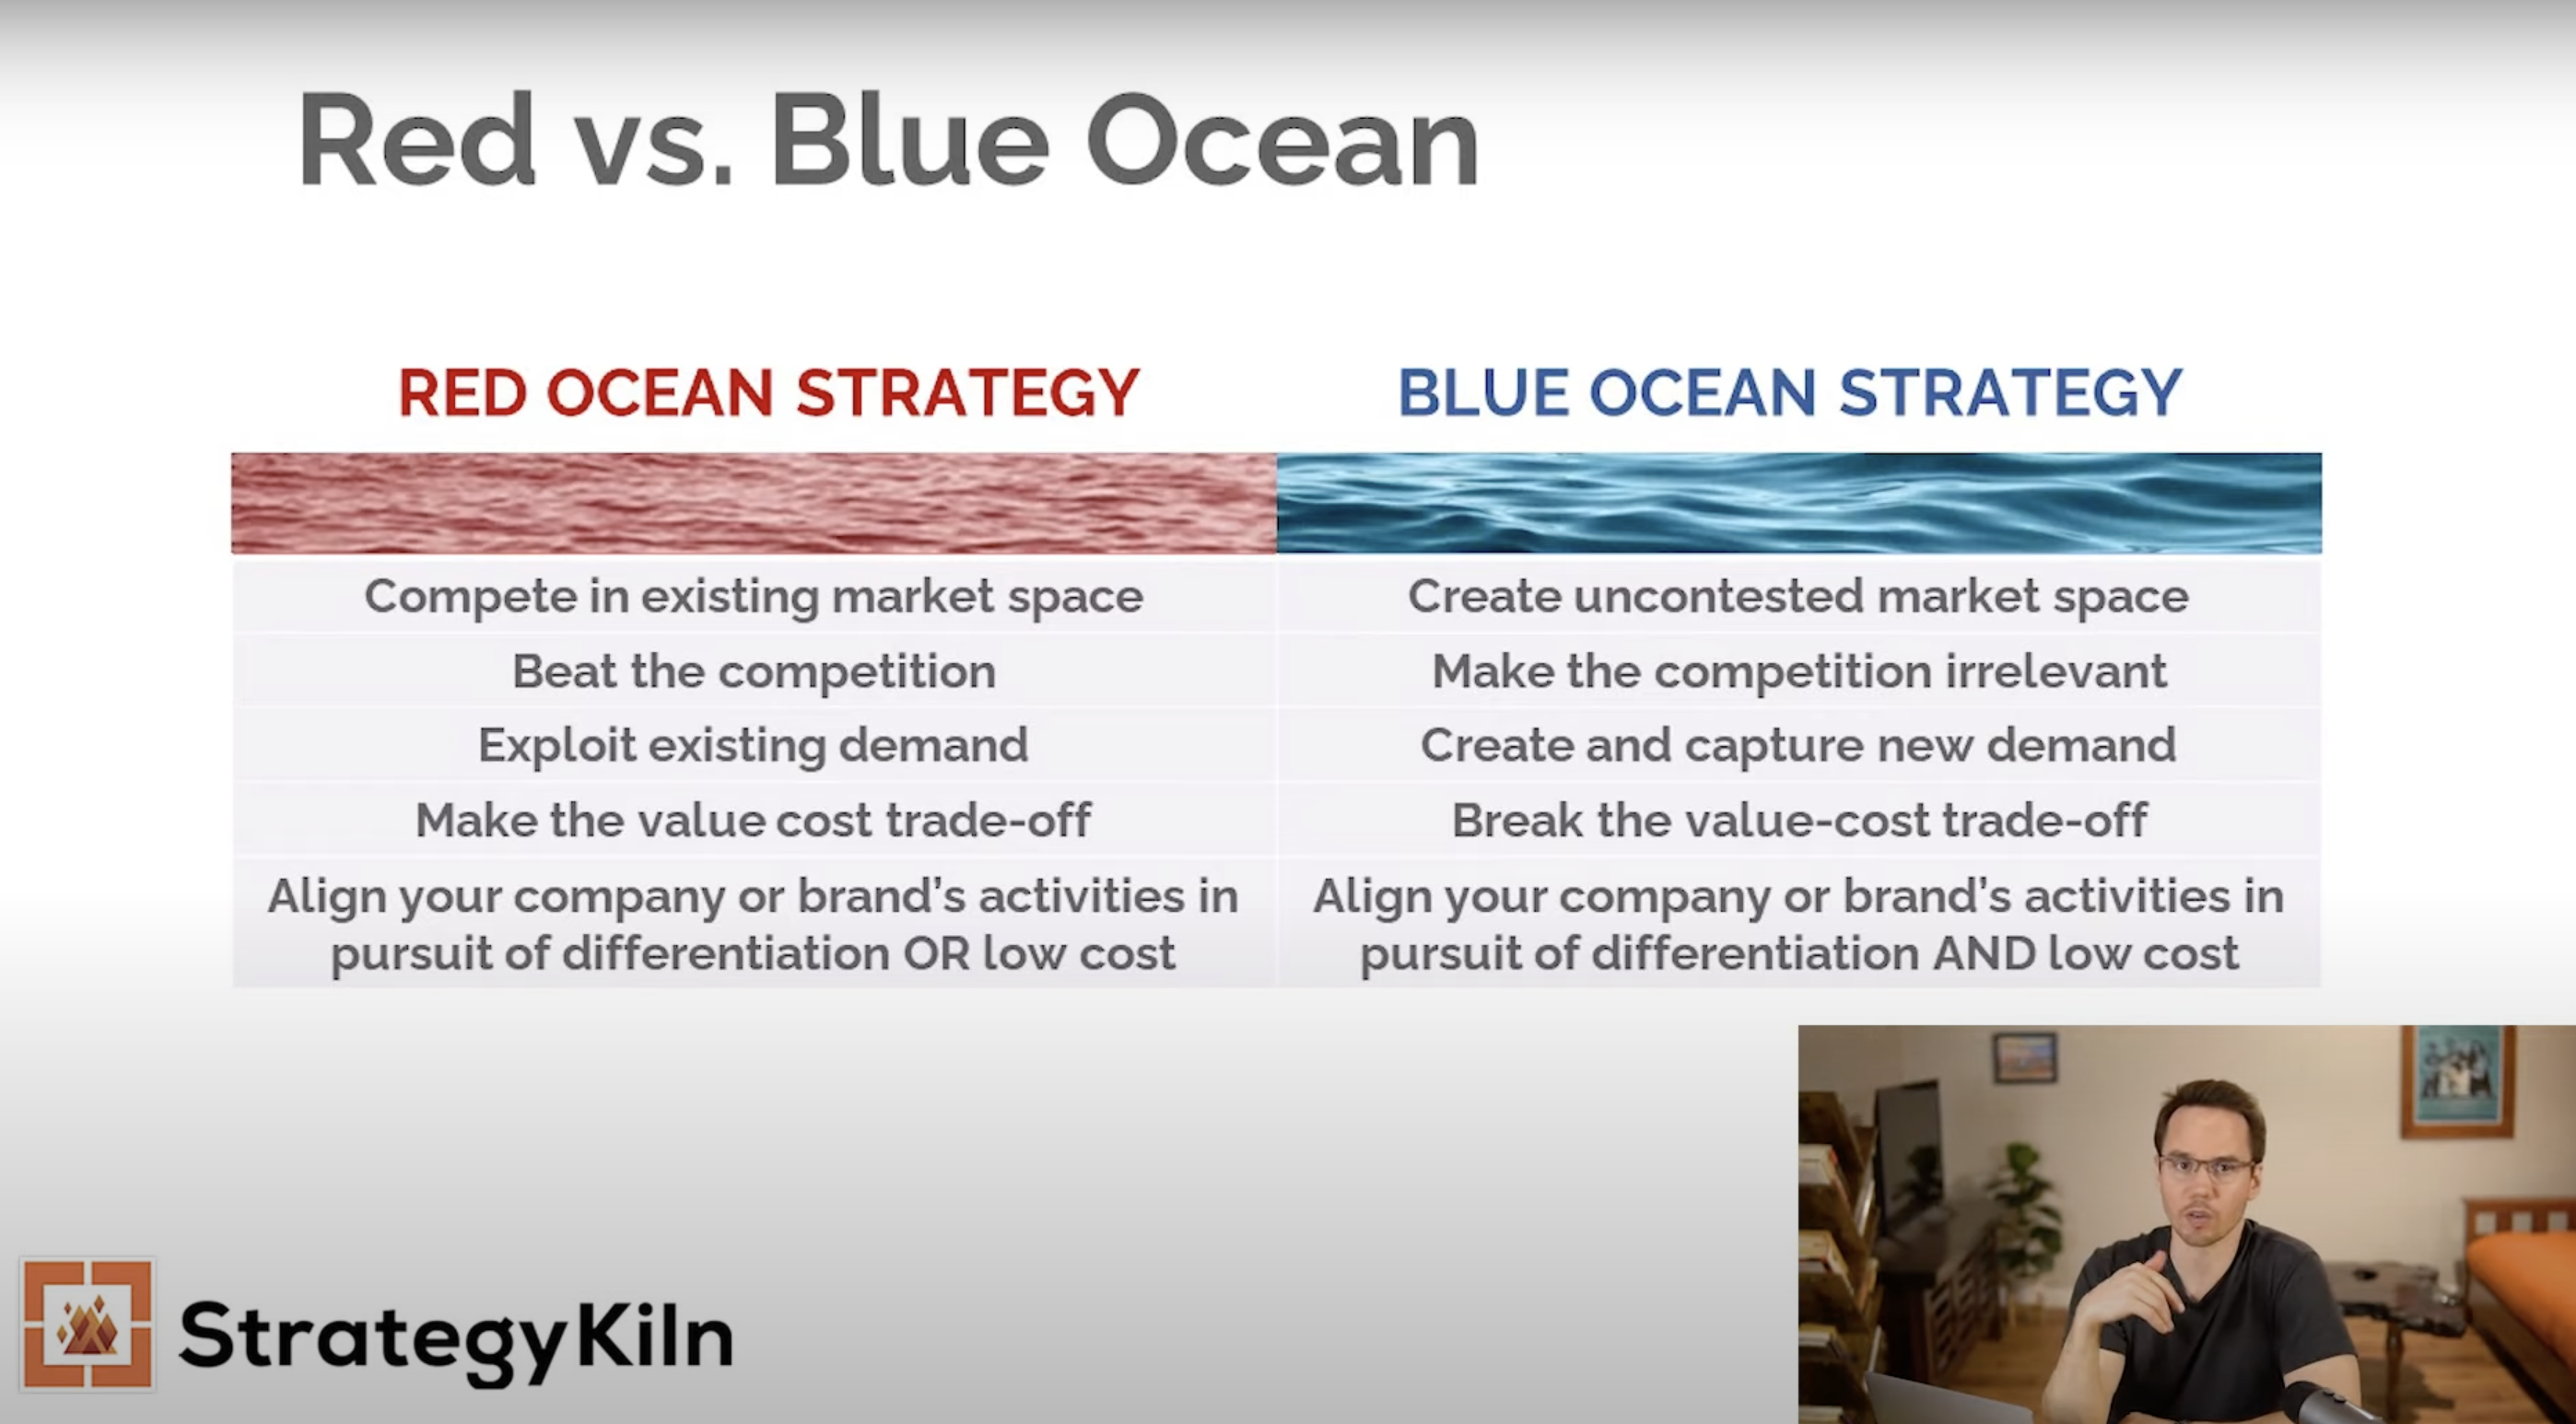 Red vs. Blue Ocean
RED OCEAN STRATEGY
BLUE OCEAN STRATEGY
Compete in existing market space
Create uncontested market space
Beat the competition
Make the competition irrelevant
Exploit existing demand
Create and capture new demand
Make the value cost trade-off
Break the value-cost trade-off
Align your company or brand's activities in
pursuit of differentiation OR low cost
Align your company or brand's activities in
pursuit of differentiation AND low cost
StrategyKiln